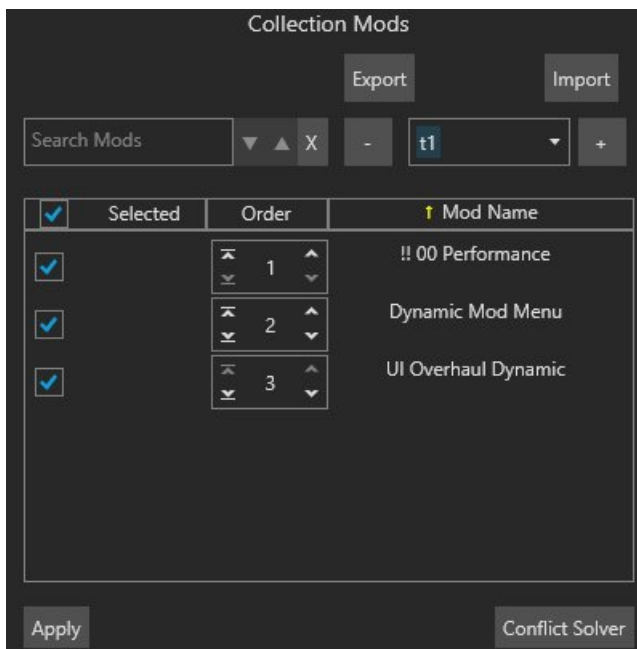 Collection Mods
Export Import
Search Mods ▼ ▲ X - t1 +
Selected Order ↑ Mod Name
1 !! 00 Performance
2 Dynamic Mod Menu
3 UI Overhaul Dynamic
Apply Conflict Solver